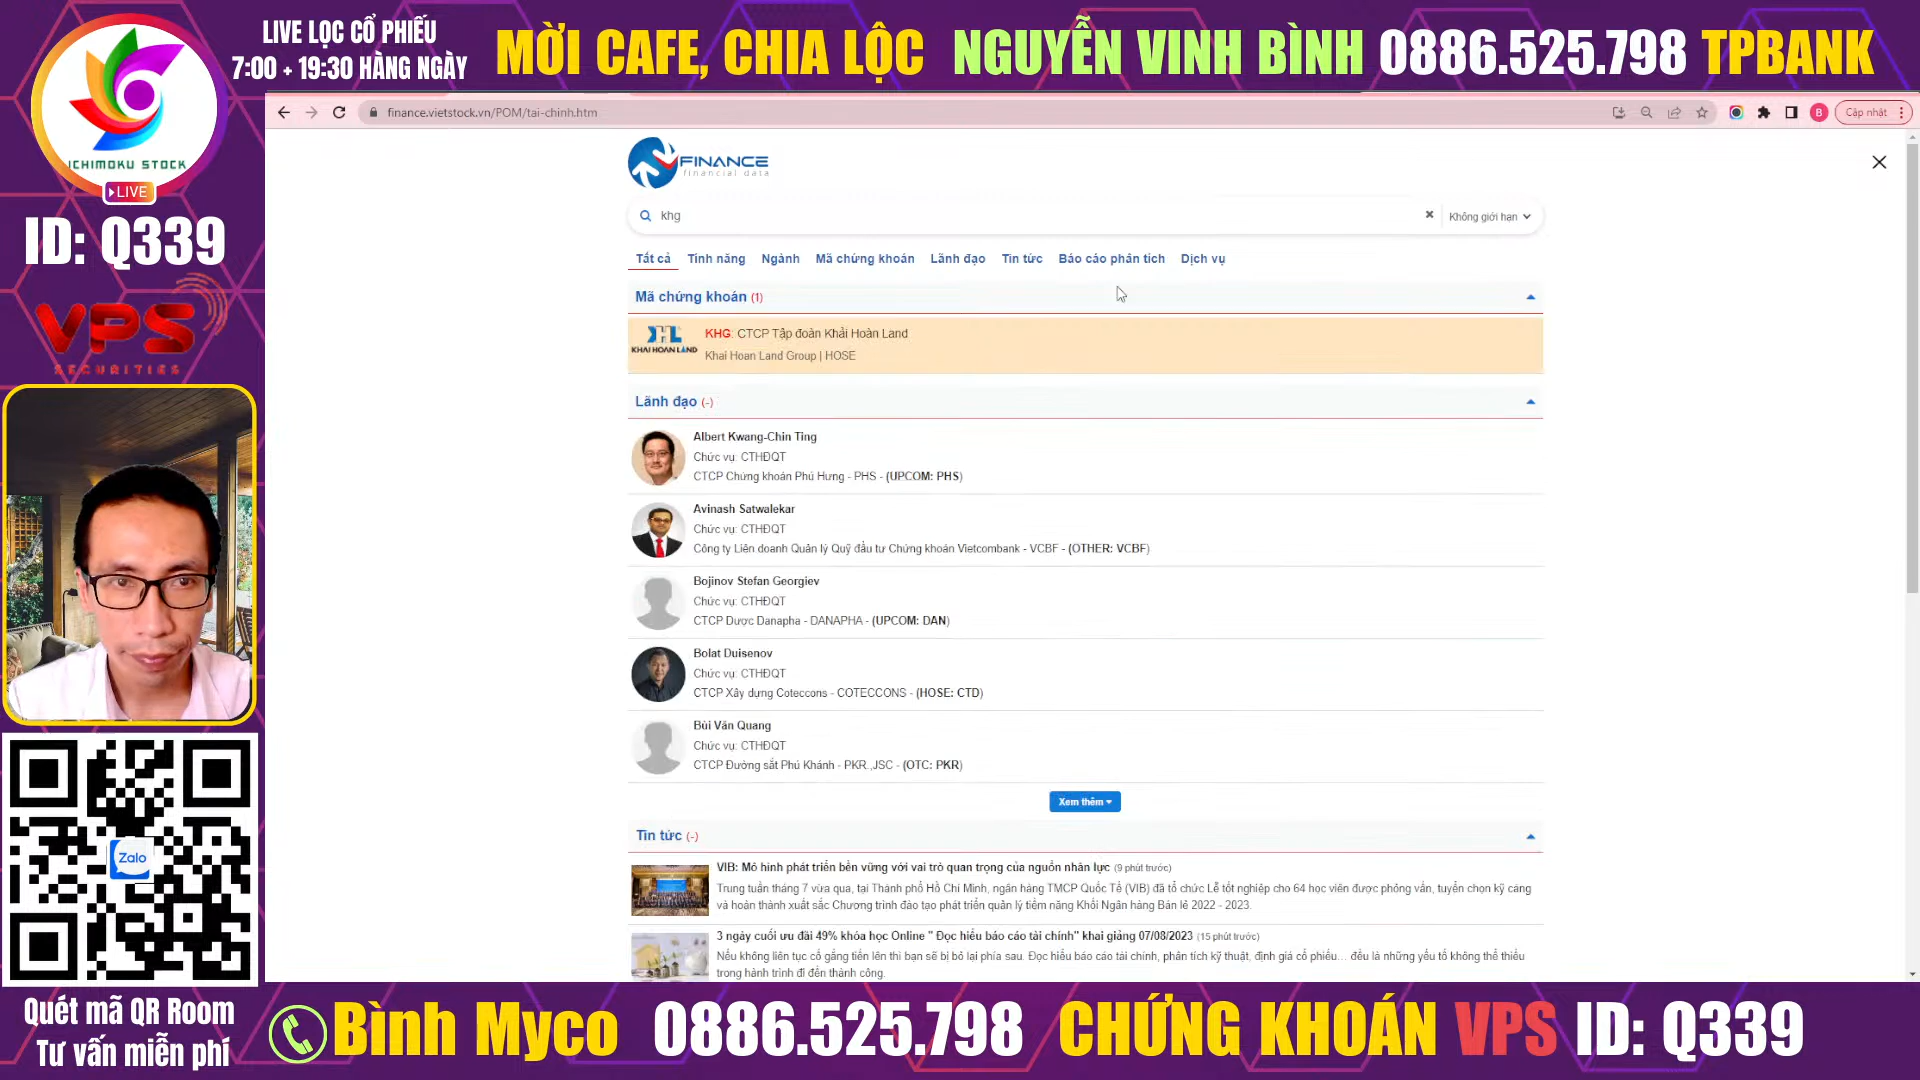 LIVE LỌC CỔ PHIẾU
7:00 + 19:30 HÀNG NGÀY
MỜI CAFE, CHIA LỘC NGUYỄN VINH BÌNH 0886.525.798 TPBANK
ICHIMOKU STOCK
LIVE
ID: Q339
VPS
SECURITIES
finance.vietstock.vn/POM/tai-chinh.htm
B
Cập nhật
FINANCE
financial data
khg
Không giới hạn
Tất cả Tính năng Ngành Mã chứng khoán Lãnh đạo Tin tức Báo cáo phân tích Dịch vụ
Mã chứng khoán (1)
KHAI HOAN LAND
KHG: CTCP Tập đoàn Khải Hoàn Land
Khai Hoan Land Group | HOSE
Lãnh đạo (-)
Albert Kwang-Chin Ting
Chức vụ: CTHĐQT
CTCP Chứng khoán Phú Hưng - PHS - (UPCOM: PHS)
Avinash Satwalekar
Chức vụ: CTHĐQT
Công ty Liên doanh Quản lý Quỹ đầu tư Chứng khoán Vietcombank - VCBF - (OTHER: VCBF)
Bojinov Stefan Georgiev
Chức vụ: CTHĐQT
CTCP Dược Danapha - DANAPHA - (UPCOM: DAN)
Bolat Duisenov
Chức vụ: CTHĐQT
CTCP Xây dựng Coteccons - COTECCONS - (HOSE: CTD)
Bùi Văn Quang
Chức vụ: CTHĐQT
CTCP Đường sắt Phú Khánh - PKR.,JSC - (OTC: PKR)
Xem thêm
Tin tức (-)
VIB: Mô hình phát triển bền vững với vai trò quan trọng của nguồn nhân lực (9 phút trước)
Trung tuần tháng 7 vừa qua, tại Thành phố Hồ Chí Minh, ngân hàng TMCP Quốc Tế (VIB) đã tổ chức Lễ tốt nghiệp cho 64 học viên được phỏng vấn, tuyển chọn kỹ càng
và hoàn thành xuất sắc Chương trình đào tạo phát triển quản lý tiềm năng Khối Ngân hàng Bán lẻ 2022 - 2023.
3 ngày cuối ưu đãi 49% khóa học Online " Đọc hiểu báo cáo tài chính" khai giảng 07/08/2023 (15 phút trước)
Nếu không liên tục cố gắng tiến lên thì bạn sẽ bị bỏ lại phía sau. Đọc hiểu báo cáo tài chính, phân tích kỹ thuật, định giá cổ phiếu… đều là những yếu tố không thể thiếu
trong hành trình đi đến thành công.
Zalo
Quét mã QR Room
Tư vấn miễn phí
Bình Myco 0886.525.798 CHỨNG KHOÁN VPS ID: Q339